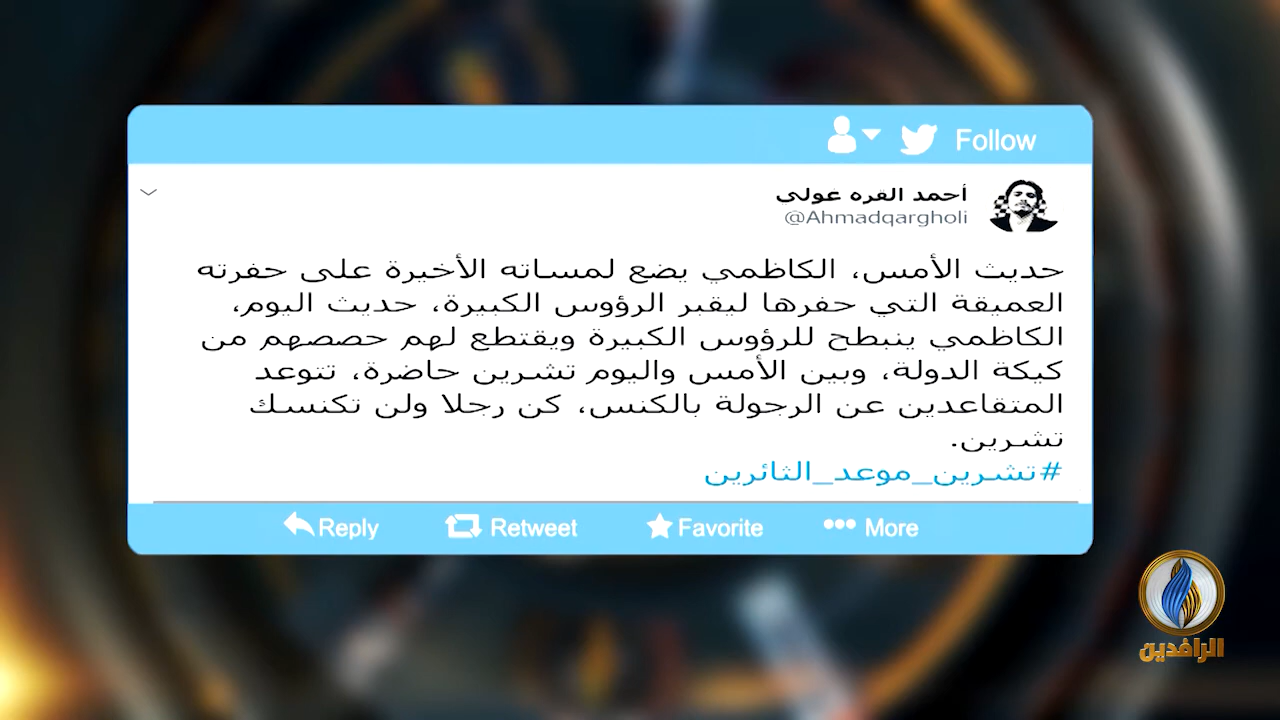 Follow
أحمد القره غولي
@Ahmadqargholi
حديث الأمس، الكاظمي يضع لمساته الأخيرة على حفرته
العميقة التي حفرها ليقبر الرؤوس الكبيرة، حديث اليوم،
الكاظمي ينبطح للرؤوس الكبيرة ويقتطع لهم حصصهم من
كيكة الدولة، وبين الأمس واليوم تشرين حاضرة، تتوعد
المتقاعدين عن الرجولة بالكنس، كن رجلا ولن تكنسك
تشرين.
#تشرين_موعد_الثائرين
Reply Retweet Favorite More
الرافدين